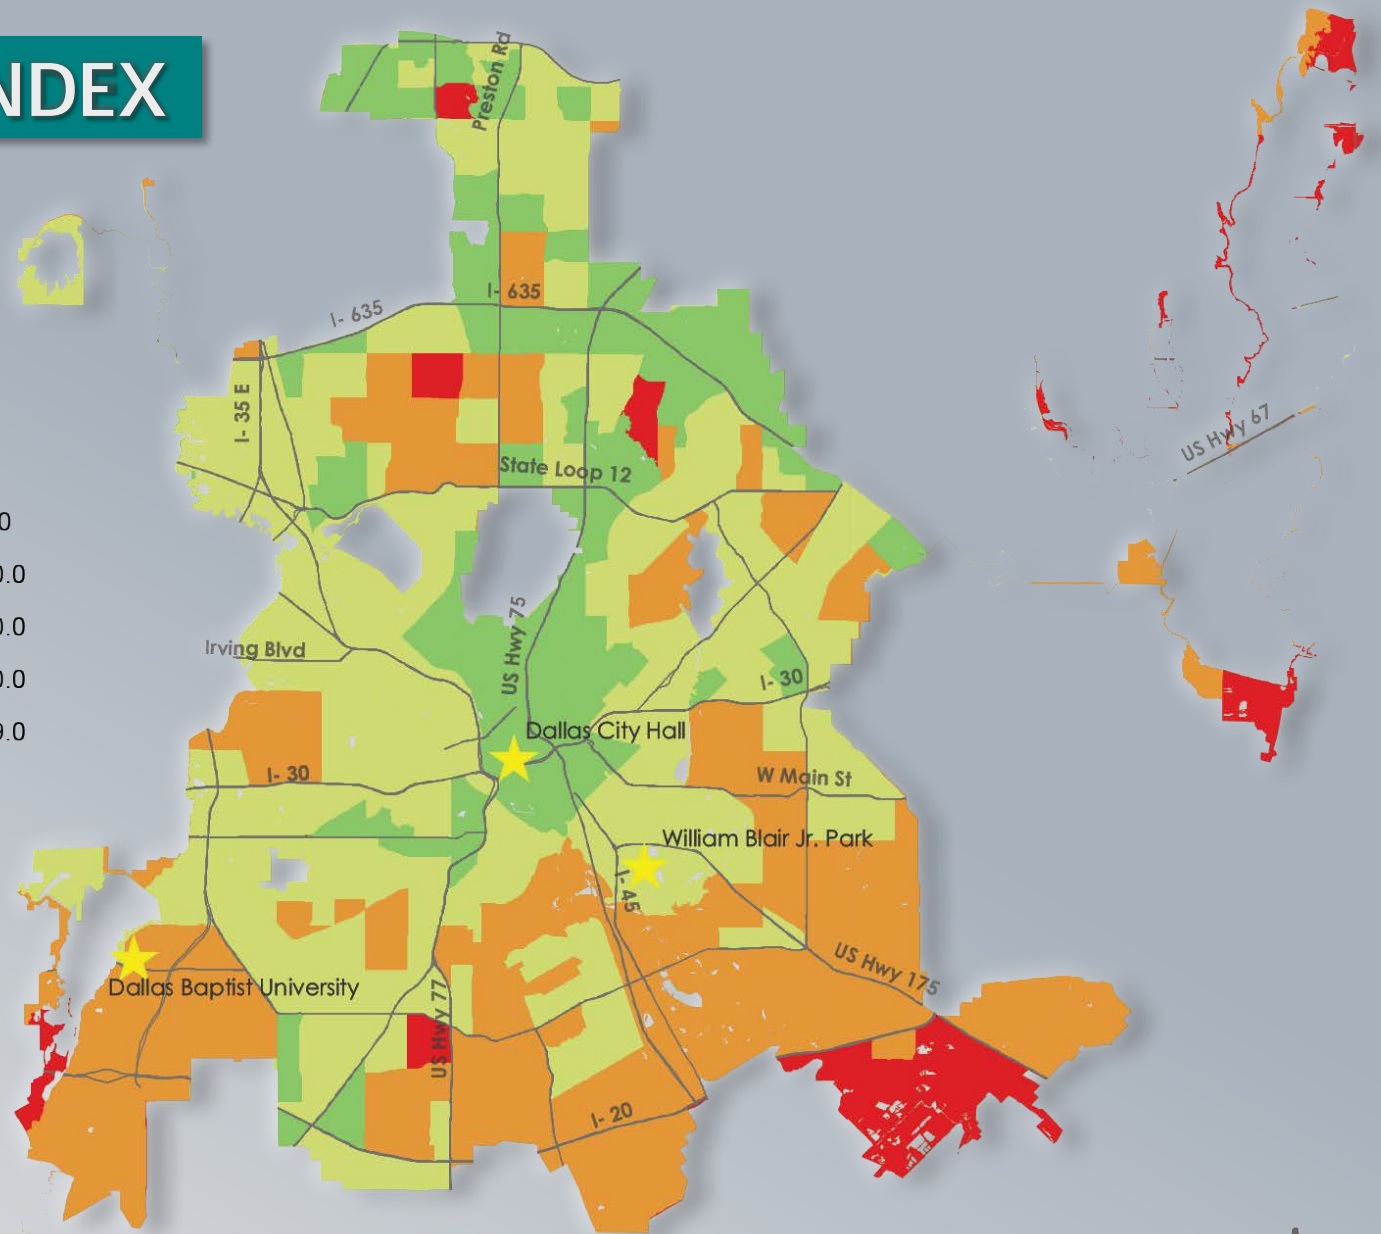 NDEX
Preston Rd
I- 635
I- 635
I- 35 E
State Loop 12
US Hwy 67
0
0.0
0.0
0.0
9.0
US Hwy 75
Irving Blvd
I- 30
Dallas City Hall
I- 30
W Main St
William Blair Jr. Park
I- 45
US Hwy 175
Dallas Baptist University
US Hwy 77
I- 20